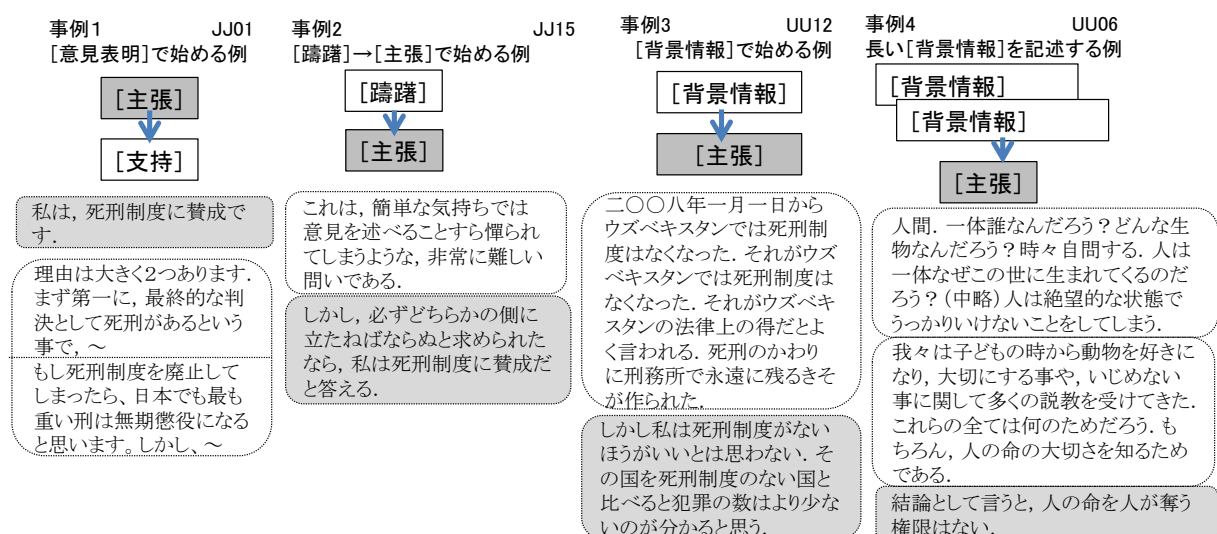 事例1 JJ01
[意見表明]で始める例
[主張]
[支持]
私は,死刑制度に賛成で
す.
理由は大きく2つあります.
まず第一に,最終的な判
決として死刑があるという
事で,～
もし死刑制度を廃止して
しまったら、日本でも最も
重い刑は無期懲役になる
と思います。しかし、～
事例2 JJ15
[躊躇]→[主張]で始める例
[躊躇]
[主張]
これは,簡単な気持ちでは
意見を述べることすら憚られ
てしまうような,非常に難しい
問いである.
しかし,必ずどちらかの側に
立たねばならぬと求められた
なら,私は死刑制度に賛成だ
と答える.
事例3 UU12
[背景情報]で始める例
[背景情報]
[主張]
二〇〇八年一月一日から
ウズベキスタンでは死刑制
度はなくなった.それがウズ
ベキスタンでは死刑制度は
なくなった.それがウズベキ
スタンの法律上の得だとよ
く言われる.死刑のかわり
に刑務所で永遠に残るきそ
が作られた.
しかし私は死刑制度がない
ほうがいいとは思わない.そ
の国を死刑制度のない国と
比べると犯罪の数はより少な
いのが分かると思う.
事例4 UU06
長い[背景情報]を記述する例
[背景情報]
[背景情報]
[主張]
人間.一体誰なんだろう？どんな生
物なんだろう？時々自問する.人は
一体なぜこの世に生まれてくるのだ
ろう？(中略)人は絶望的な状態で
うっかりいけないことをしてしまう.
我々は子どもの時から動物を好きに
なり,大切にする事や,いじめない
事に関して多くの説教を受けてきた.
これらの全ては何のためだろう.も
ちろん,人の命の大切さを知るため
である.
結論として言うと,人の命を人が奪う
権限はない.